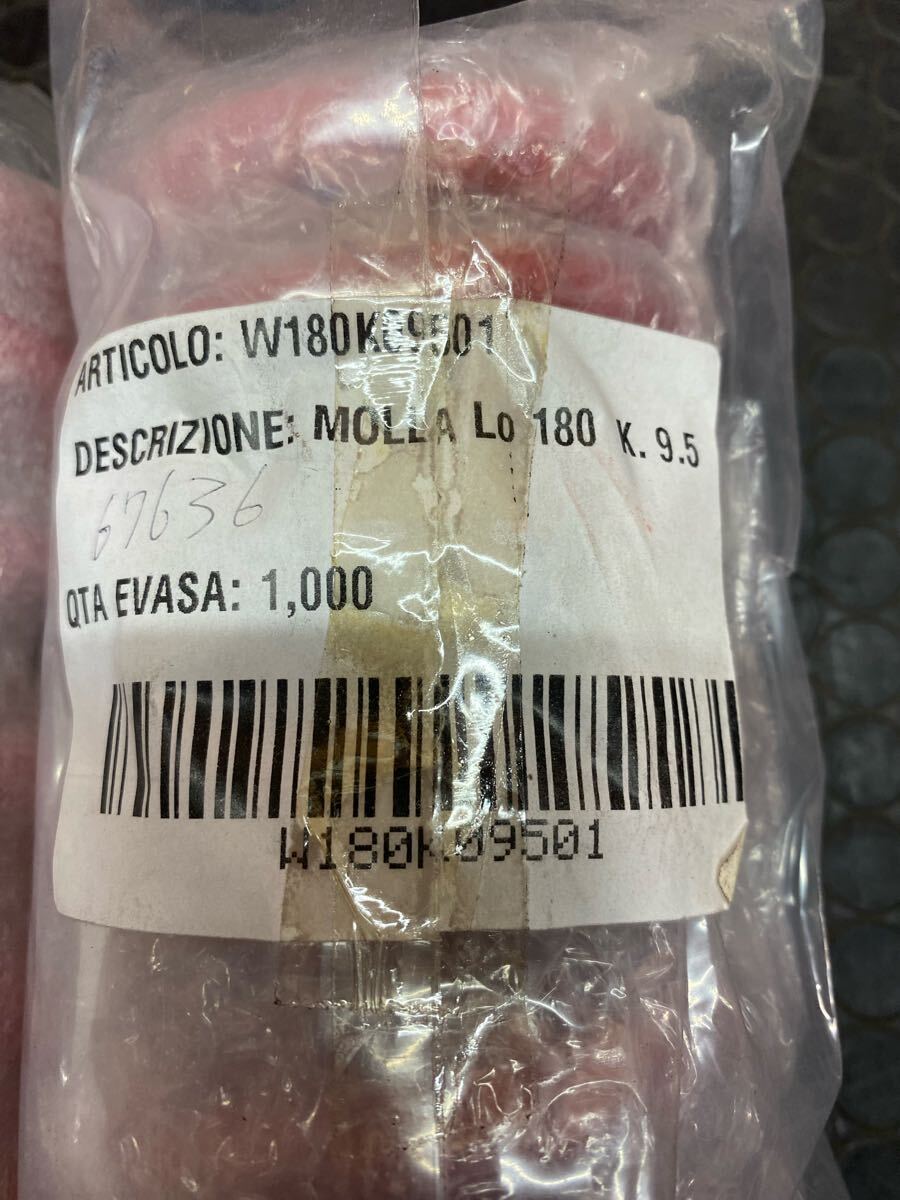 ARTICOLO: W180K09501
DESCRIZIONE: MOLLA Lo 180 K. 9.5
67636
QTA EVASA: 1,000
W180K09501